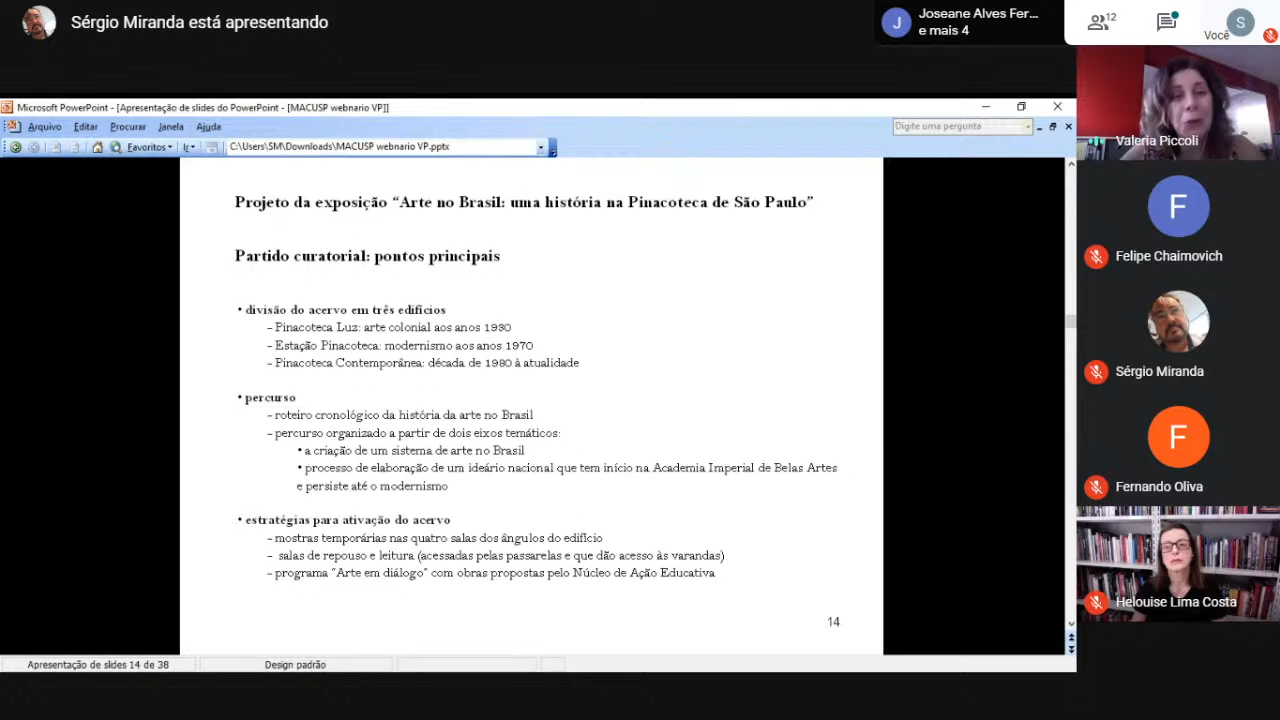 Sérgio Miranda está apresentando
J
Joseane Alves Fer...
e mais 4
12
S
Você
Microsoft PowerPoint - [Apresentação de slides do PowerPoint - [MACUSP webnario VP]]
Arquivo Editar Procurar Janela Ajuda
Digite uma pergunta
Favoritos
Ir
C:\Users\SM\Downloads\MACUSP webnario VP.pptx
Projeto da exposição “Arte no Brasil: uma história na Pinacoteca de São Paulo”
Partido curatorial: pontos principais
• divisão do acervo em três edifícios
– Pinacoteca Luz: arte colonial aos anos 1930
– Estação Pinacoteca: modernismo aos anos 1970
– Pinacoteca Contemporânea: década de 1980 à atualidade
• percurso
– roteiro cronológico da história da arte no Brasil
– percurso organizado a partir de dois eixos temáticos:
• a criação de um sistema de arte no Brasil
• processo de elaboração de um ideário nacional que tem início na Academia Imperial de Belas Artes
e persiste até o modernismo
• estratégias para ativação do acervo
– mostras temporárias nas quatro salas dos ângulos do edifício
– salas de repouso e leitura (acessadas pelas passarelas e que dão acesso às varandas)
– programa “Arte em diálogo” com obras propostas pelo Núcleo de Ação Educativa
14
Apresentação de slides 14 de 38
Design padrão
Valeria Piccoli
F
Felipe Chaimovich
Sérgio Miranda
F
Fernando Oliva
Helouise Lima Costa